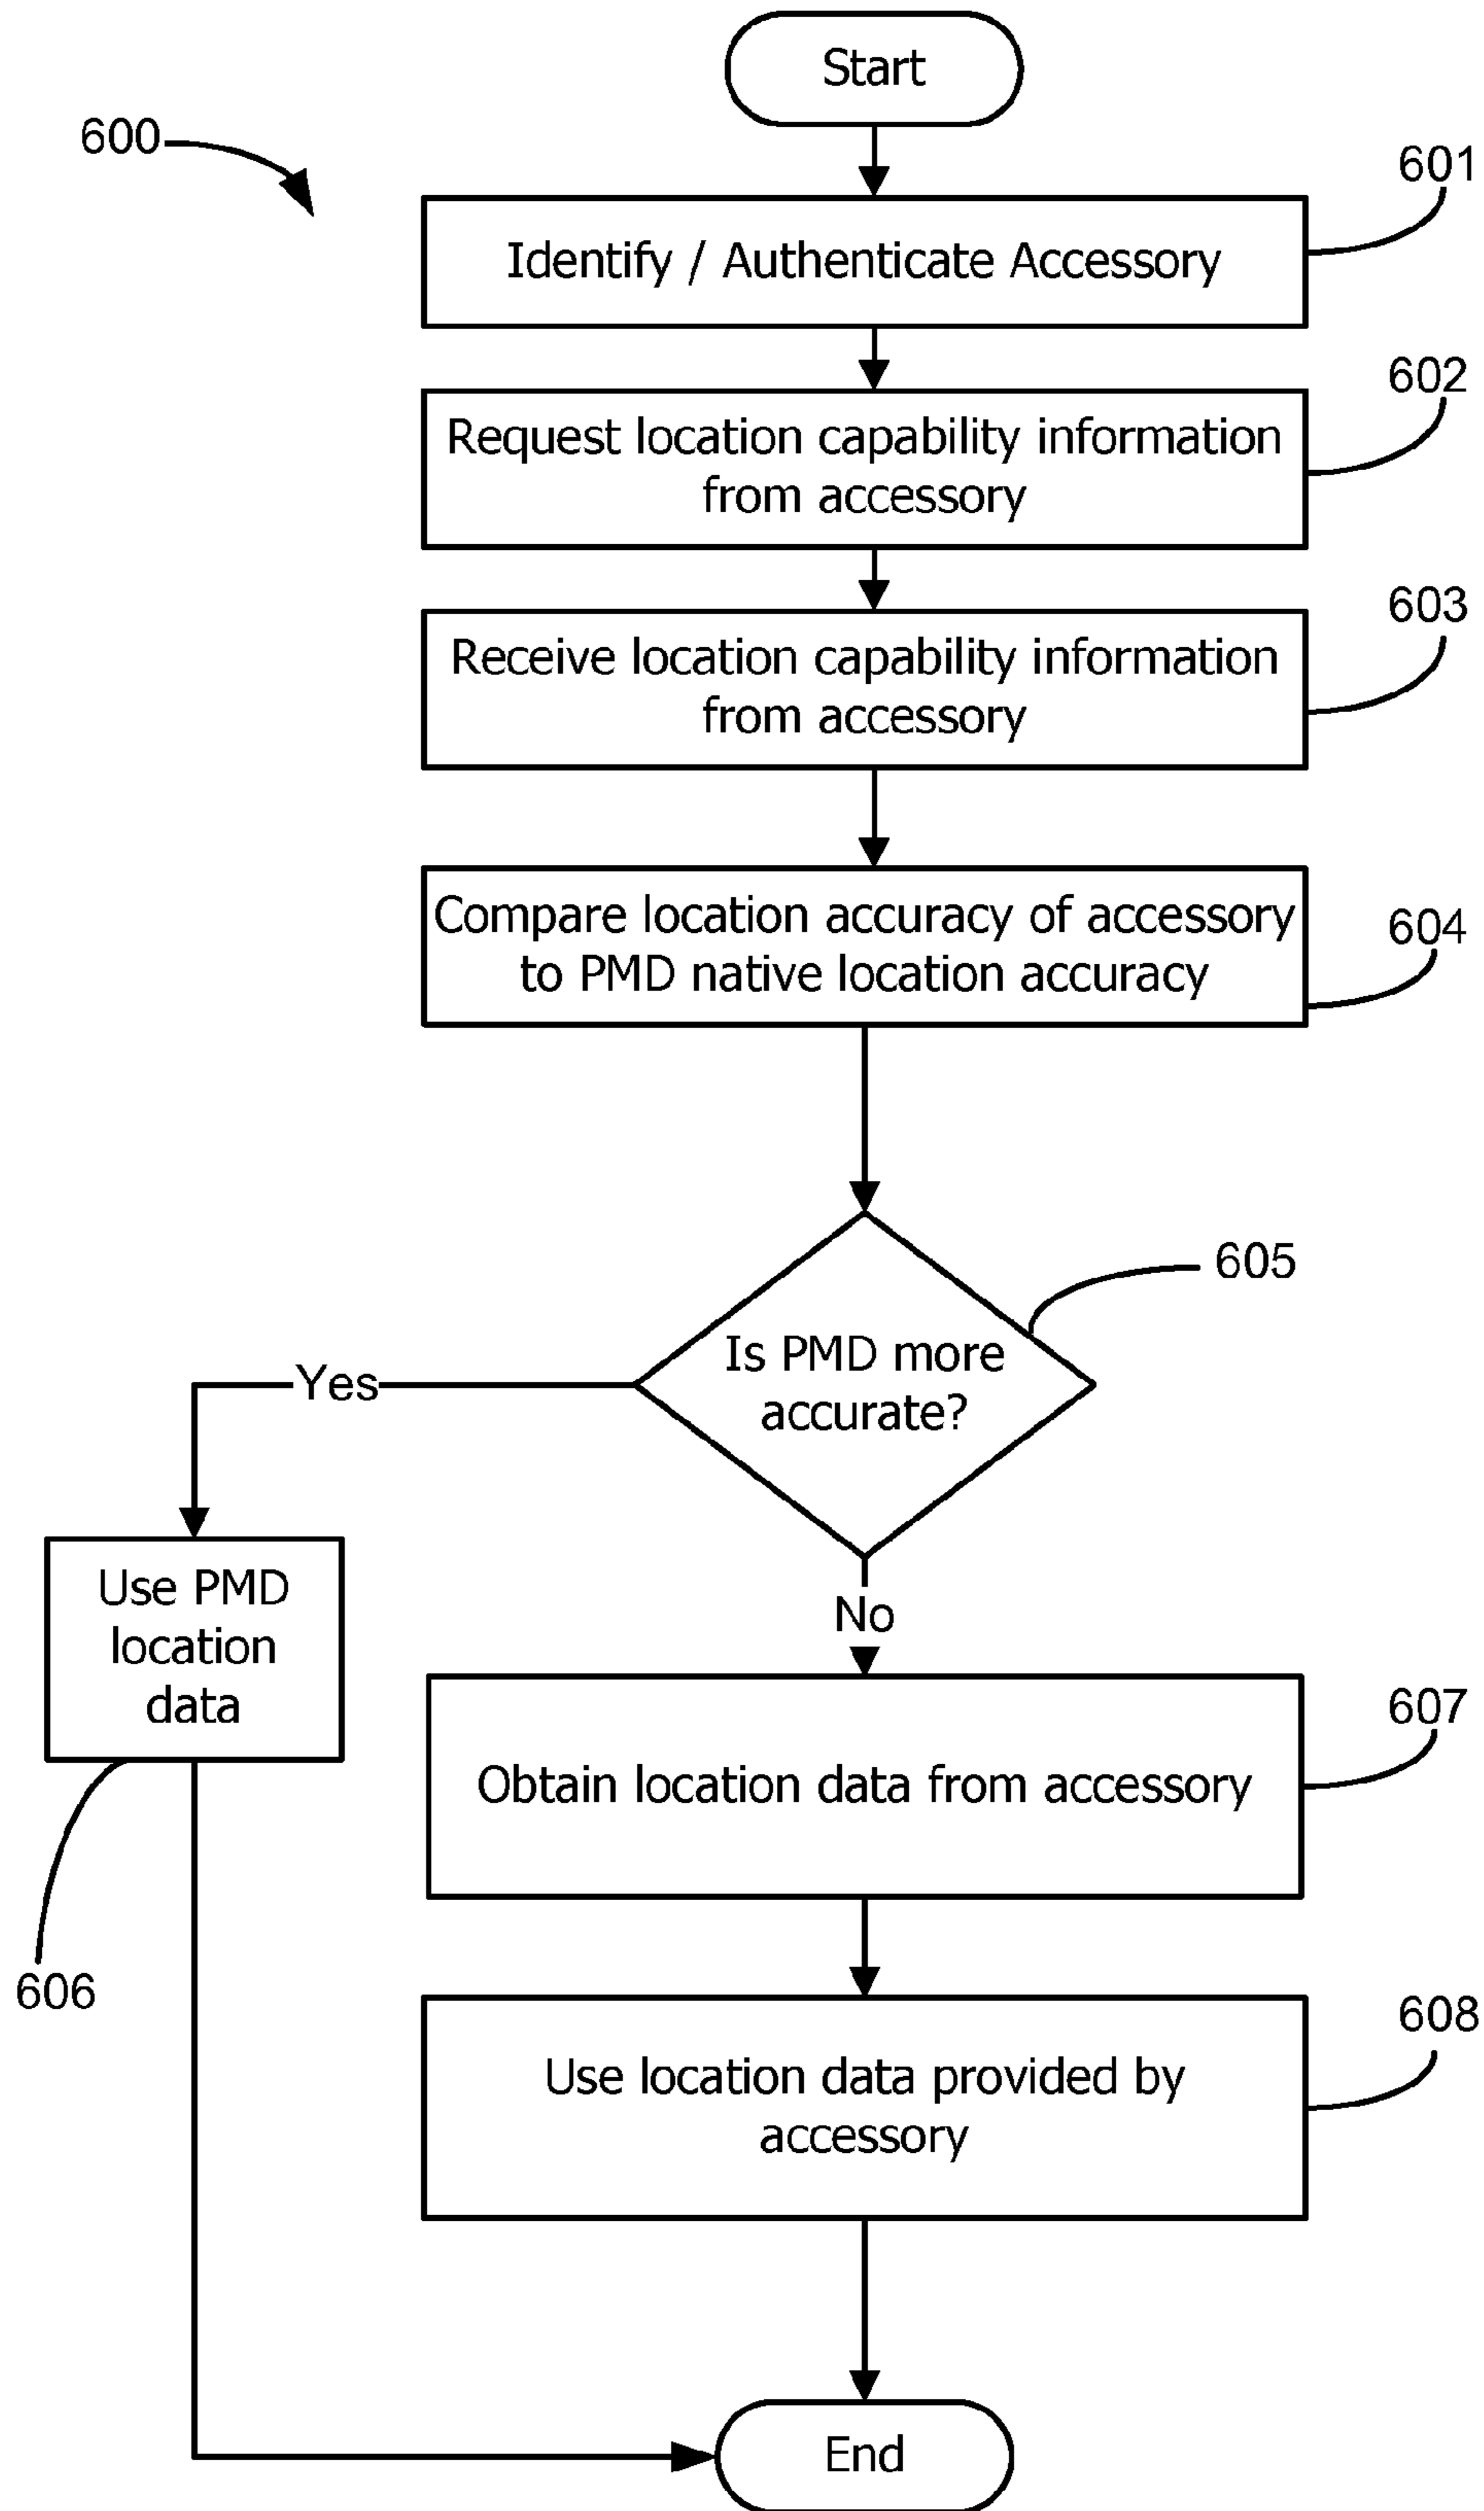 Start
600
601
Identify / Authenticate Accessory
602
Request location capability information
from accessory
603
Receive location capability information
from accessory
604
Compare location accuracy of accessory
to PMD native location accuracy
605
Is PMD more
accurate?
Yes
No
Use PMD
location
data
606
607
Obtain location data from accessory
608
Use location data provided by
accessory
End